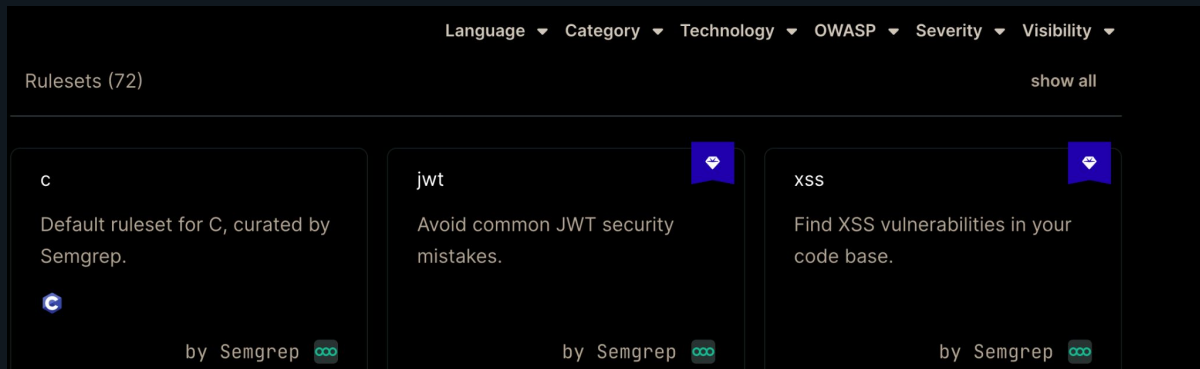 Language Category Technology OWASP Severity Visibility
Rulesets (72) show all
c
Default ruleset for C, curated by
Semgrep.
C
by Semgrep
jwt
Avoid common JWT security
mistakes.
by Semgrep
xss
Find XSS vulnerabilities in your
code base.
by Semgrep